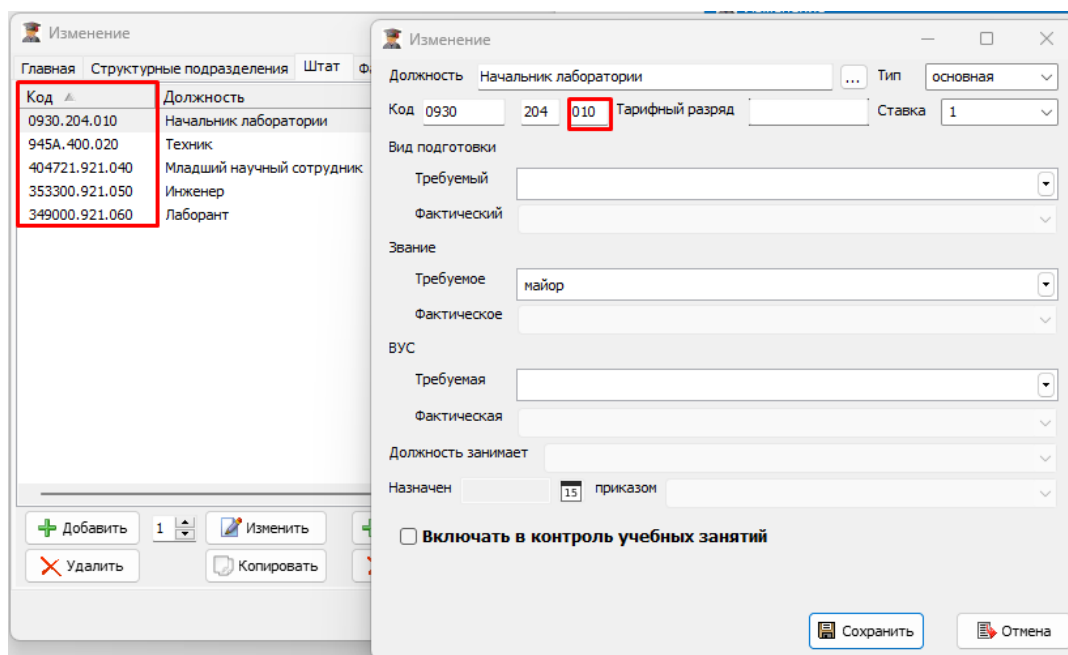 Изменение
Главная Структурные подразделения Штат
Код Должность
0930.204.010 Начальник лаборатории
945А.400.020 Техник
404721.921.040 Младший научный сотрудник
353300.921.050 Инженер
349000.921.060 Лаборант
Добавить 1 Изменить
Удалить Копировать
Изменение
Должность Начальник лаборатории ... Тип основная
Код 0930 204 010 Тарифный разряд Ставка 1
Вид подготовки
Требуемый
Фактический
Звание
Требуемое майор
Фактическое
ВУС
Требуемая
Фактическая
Должность занимает
Назначен 15 приказом
Включать в контроль учебных занятий
Сохранить Отмена